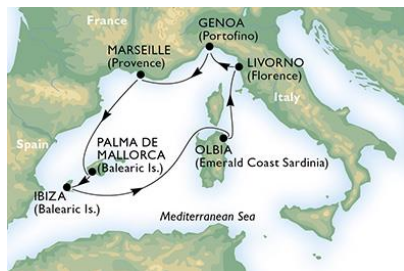 France
GENOA
(Portofino)
MARSEILLE
(Provence)
LIVORNO
(Florence)
Italy
Spain
PALMA DE
MALLORCA
(Balearic Is.)
OLBIA
(Emerald Coast Sardinia)
IBIZA
(Balearic Is.)
Mediterranean Sea